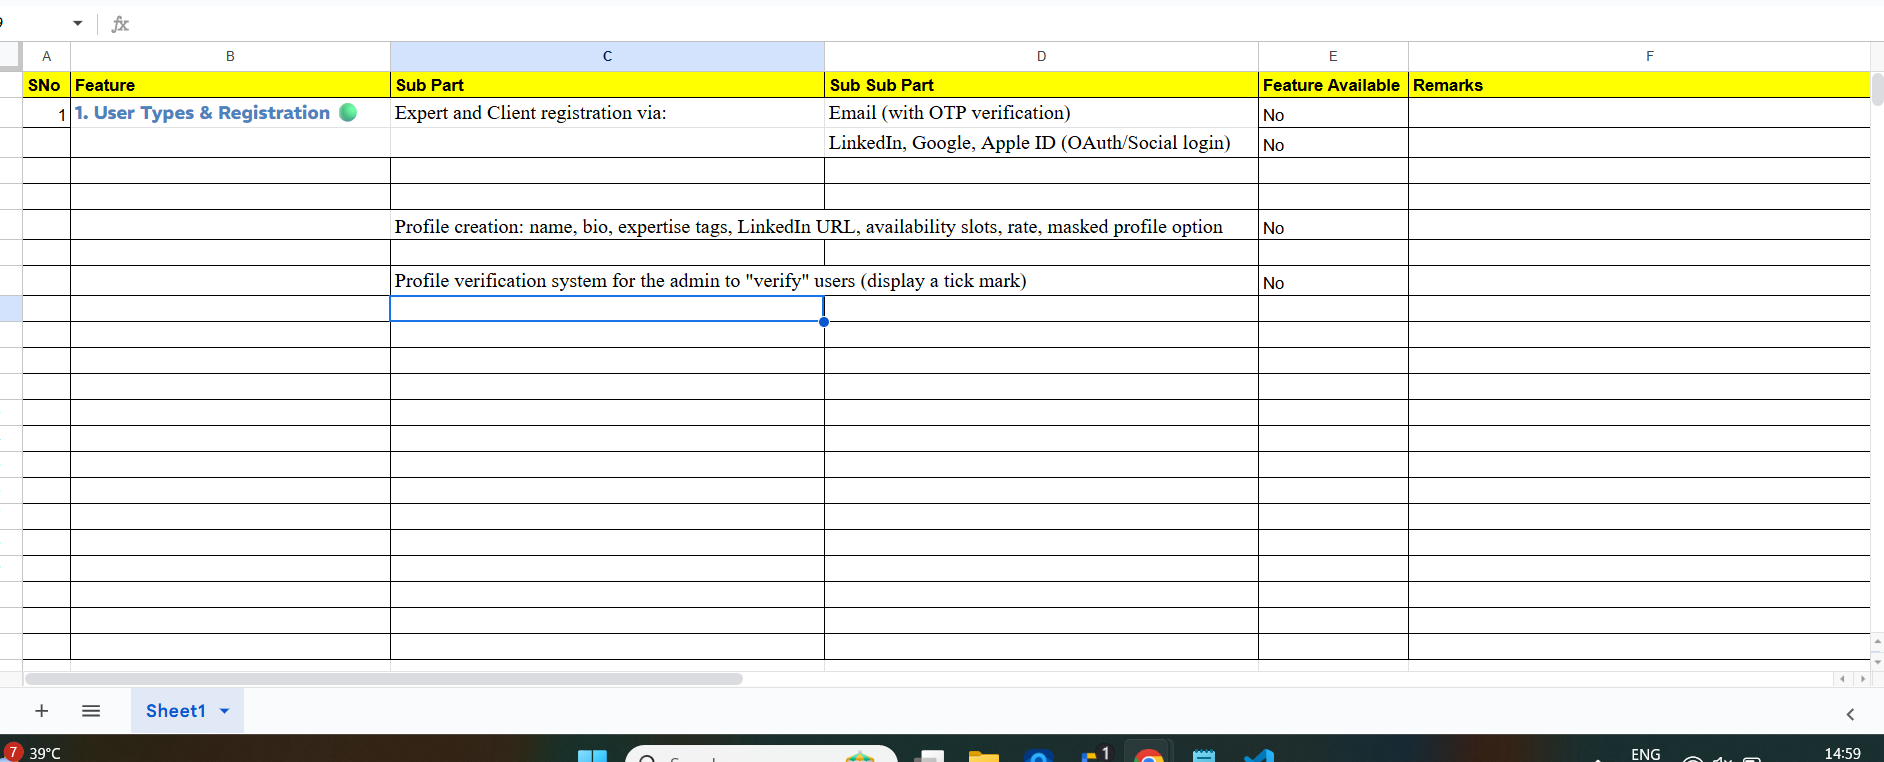 fx
A B C D E F
SNo Feature Sub Part Sub Sub Part Feature Available Remarks
1 1. User Types & Registration Expert and Client registration via: Email (with OTP verification) No
LinkedIn, Google, Apple ID (OAuth/Social login) No
Profile creation: name, bio, expertise tags, LinkedIn URL, availability slots, rate, masked profile option No
Profile verification system for the admin to "verify" users (display a tick mark) No
Sheet1
7 39°C 1 ENG 14:59